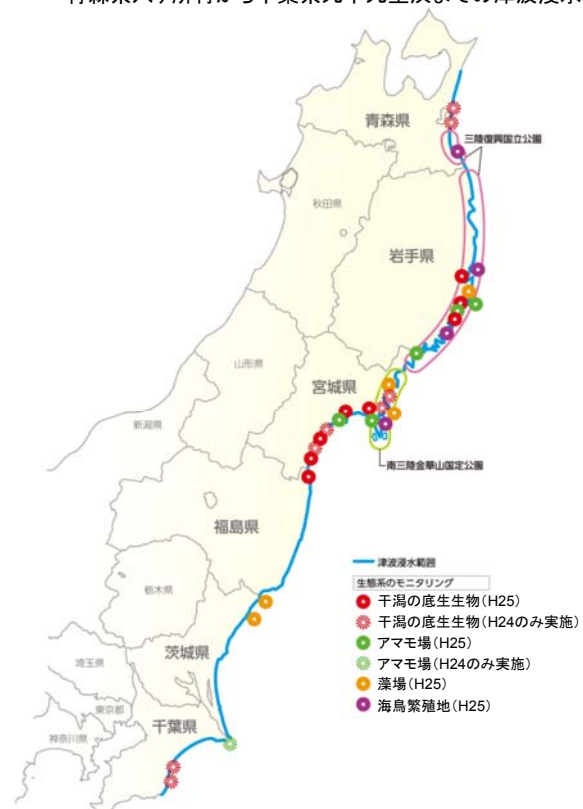 青森県六ヶ所村から千葉県九十九里浜までの津波浸水
青森県
三陸復興国立公園
秋田県
岩手県
山形県
宮城県
新潟県
南三陸金華山国定公園
福島県
津波浸水範囲
生態系のモニタリング
干潟の底生生物(H25)
干潟の底生生物(H24のみ実施)
アマモ場(H25)
アマモ場(H24のみ実施)
藻場(H25)
海鳥繁殖地(H25)
栃木県
茨城県
埼玉県
東京都
千葉県
神奈川県